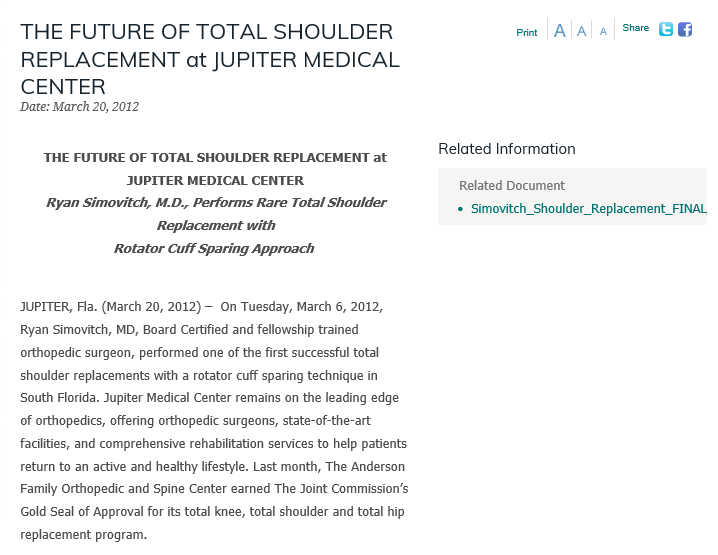 THE FUTURE OF TOTAL SHOULDER
REPLACEMENT at JUPITER MEDICAL
CENTER
Date: March 20, 2012
Print
A
A
A
Share
THE FUTURE OF TOTAL SHOULDER REPLACEMENT at
JUPITER MEDICAL CENTER
Ryan Simovitch, M.D., Performs Rare Total Shoulder
Replacement with
Rotator Cuff Sparing Approach
JUPITER, Fla. (March 20, 2012) – On Tuesday, March 6, 2012,
Ryan Simovitch, MD, Board Certified and fellowship trained
orthopedic surgeon, performed one of the first successful total
shoulder replacements with a rotator cuff sparing technique in
South Florida. Jupiter Medical Center remains on the leading edge
of orthopedics, offering orthopedic surgeons, state-of-the-art
facilities, and comprehensive rehabilitation services to help patients
return to an active and healthy lifestyle. Last month, The Anderson
Family Orthopedic and Spine Center earned The Joint Commission's
Gold Seal of Approval for its total knee, total shoulder and total hip
replacement program.
Related Information
Related Document
• Simovitch_Shoulder_Replacement_FINAL